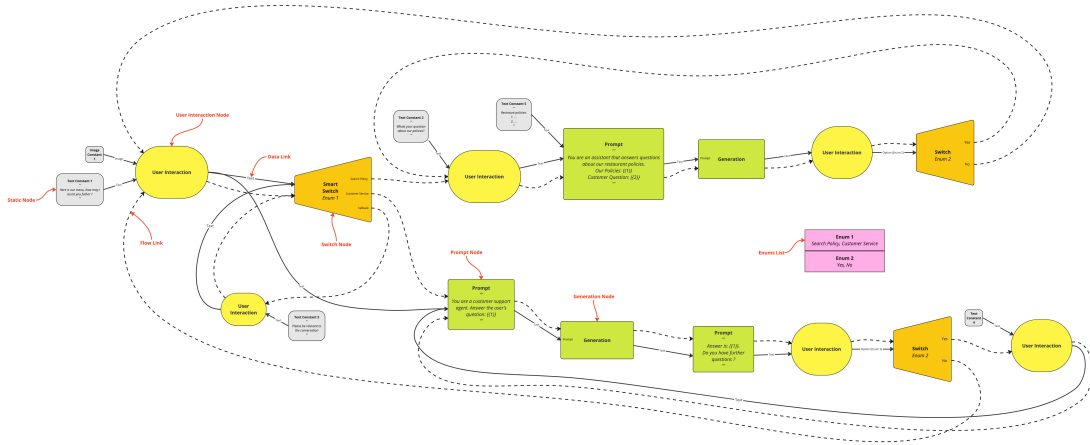 User Interaction Node
Image
Constant
1
User Interaction
Text Constant 1
Static Node
Flow Link
Data Link
Text
Smart
Switch
Enum 1
Search Policy
Customer Service
Fallback
Switch Node
Text
User
Interaction
Text Constant 3
Please be relevant to
the conversation
Text Constant 2
What's your question
about our policies?
User Interaction
Text Constant 5
Restaurant policies
Prompt
You are an assistant that answers questions
about our restaurant policies.
Our Policies: {{1}}
Customer Question: {{2}}
Prompt
Generation
User Interaction
Switch
Enum 2
Yes
No
Enums List
Enum 1
Search Policy, Customer Service
Enum 2
Yes, No
Prompt Node
Prompt
You are a customer support
agent. Answer the user's
question: {{1}}
Generation Node
Prompt
Generation
Prompt
Answer is: {{1}}.
Do you have further
questions ?
User Interaction
Switch
Enum 2
Yes
No
Text
Constant
User Interaction
Text